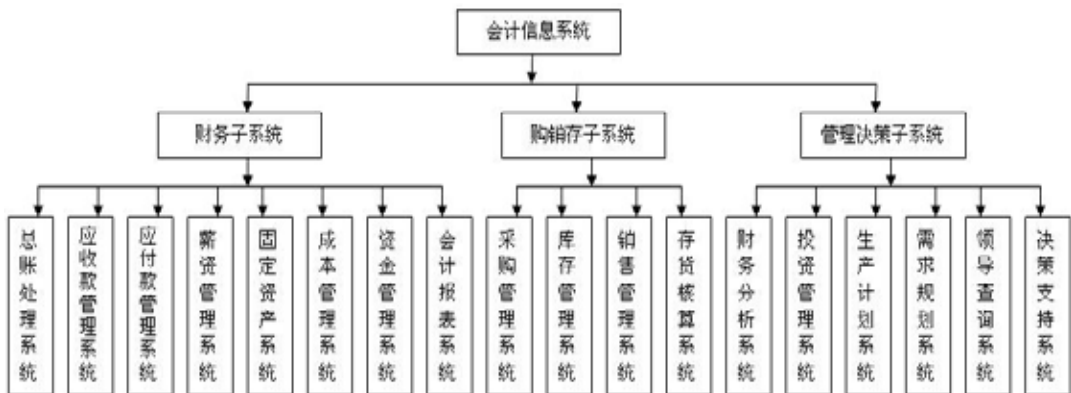 会计信息系统
财务子系统
购销存子系统
管理决策子系统
总账处理系统
应收款管理系统
应付款管理系统
薪资管理系统
固定资产系统
成本管理系统
资金管理系统
会计报表系统
采购管理系统
库存管理系统
销售管理系统
存货核算系统
财务分析系统
投资管理系统
生产计划系统
需求规划系统
领导查询系统
决策支持系统